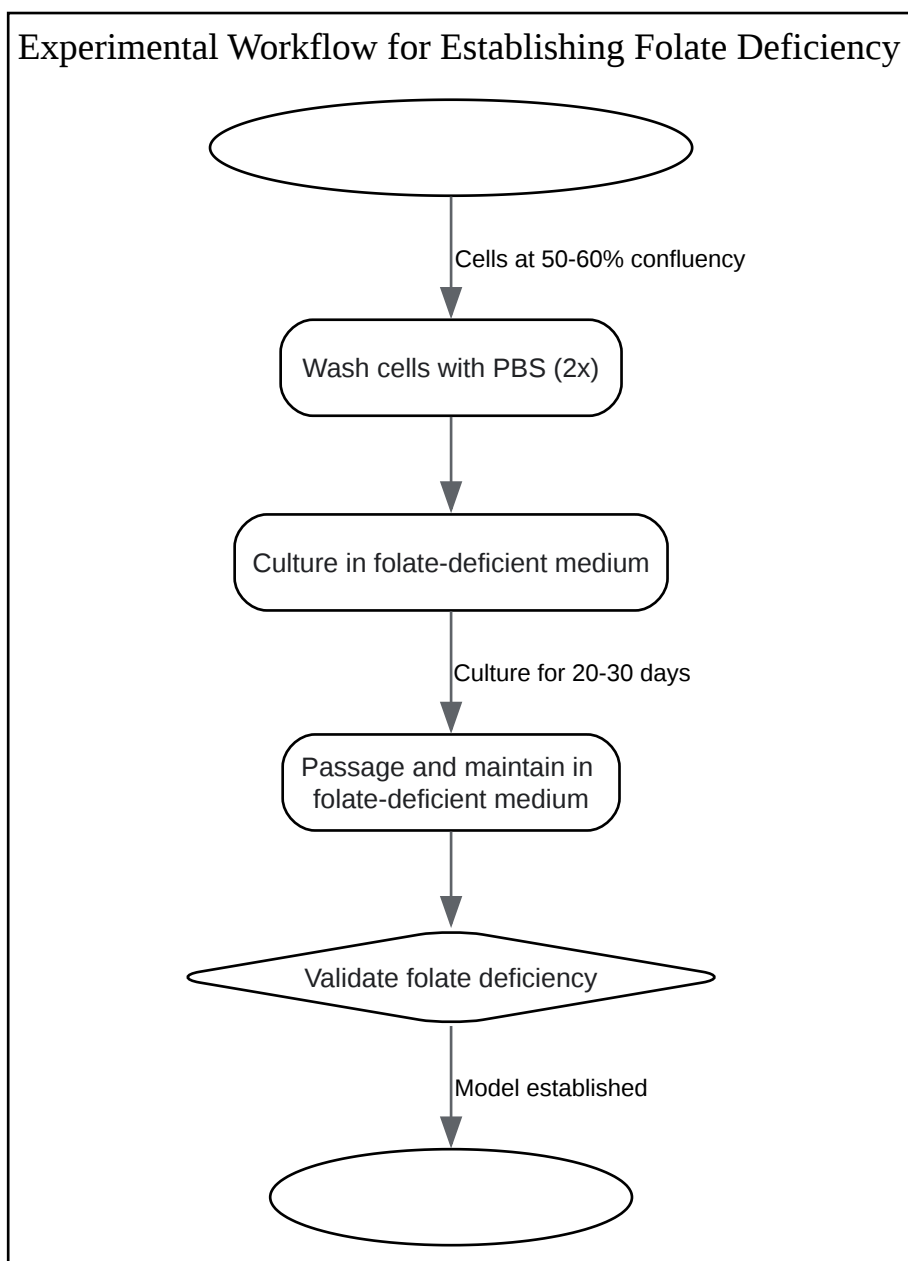 Experimental Workflow for Establishing Folate Deficiency
Cells at 50-60% confluency
Wash cells with PBS (2x)
Culture in folate-deficient medium
Culture for 20-30 days
Passage and maintain in
folate-deficient medium
Validate folate deficiency
Model established